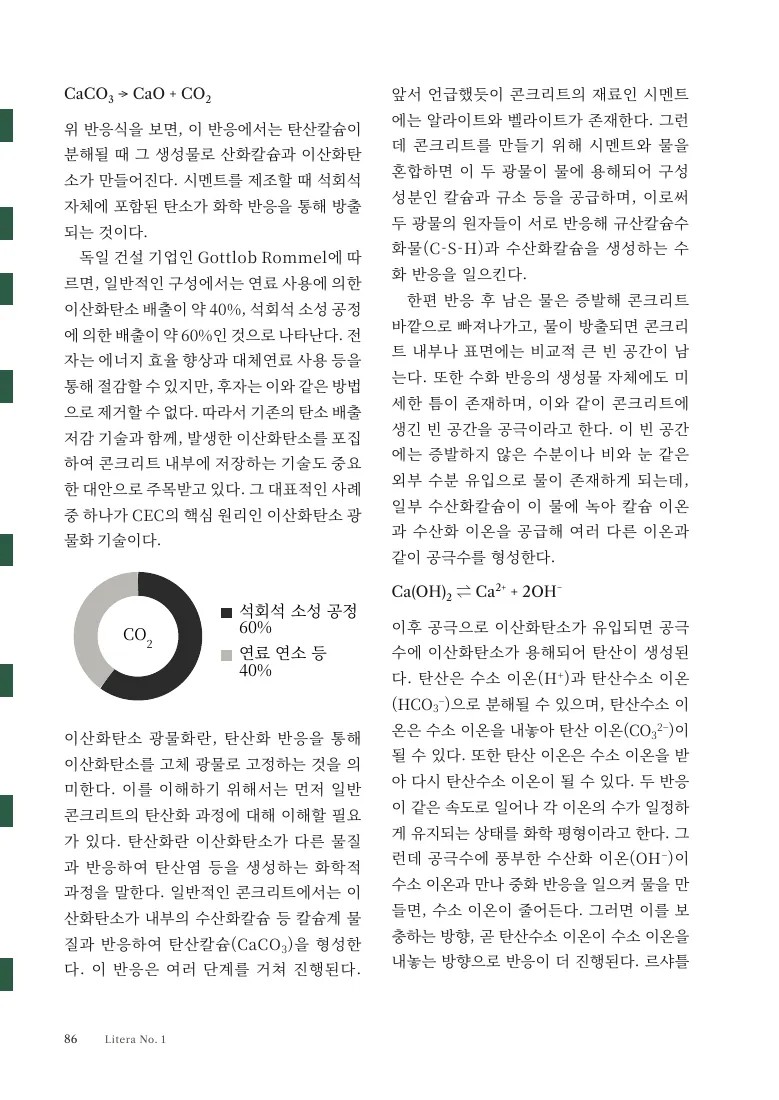 CaCO₃ → CaO + CO₂
위 반응식을 보면, 이 반응에서는 탄산칼슘이
분해될 때 그 생성물로 산화칼슘과 이산화탄
소가 만들어진다. 시멘트를 제조할 때 석회석
자체에 포함된 탄소가 화학 반응을 통해 방출
되는 것이다.
독일 건설 기업인 Gottlob Rommel에 따
르면, 일반적인 구성에서는 연료 사용에 의한
이산화탄소 배출이 약 40%, 석회석 소성 공정
에 의한 배출이 약 60%인 것으로 나타난다. 전
자는 에너지 효율 향상과 대체연료 사용 등을
통해 절감할 수 있지만, 후자는 이와 같은 방법
으로 제거할 수 없다. 따라서 기존의 탄소 배출
저감 기술과 함께, 발생한 이산화탄소를 포집
하여 콘크리트 내부에 저장하는 기술도 중요
한 대안으로 주목받고 있다. 그 대표적인 사례
중 하나가 CEC의 핵심 원리인 이산화탄소 광
물화 기술이다.
CO₂
석회석 소성 공정
60%
연료 연소 등
40%
이산화탄소 광물화란, 탄산화 반응을 통해
이산화탄소를 고체 광물로 고정하는 것을 의
미한다. 이를 이해하기 위해서는 먼저 일반
콘크리트의 탄산화 과정에 대해 이해할 필요
가 있다. 탄산화란 이산화탄소가 다른 물질
과 반응하여 탄산염 등을 생성하는 화학적
과정을 말한다. 일반적인 콘크리트에서는 이
산화탄소가 내부의 수산화칼슘 등 칼슘계 물
질과 반응하여 탄산칼슘(CaCO₃)을 형성한
다. 이 반응은 여러 단계를 거쳐 진행된다.
앞서 언급했듯이 콘크리트의 재료인 시멘트
에는 알라이트와 벨라이트가 존재한다. 그런
데 콘크리트를 만들기 위해 시멘트와 물을
혼합하면 이 두 광물이 물에 용해되어 구성
성분인 칼슘과 규소 등을 공급하며, 이로써
두 광물의 원자들이 서로 반응해 규산칼슘수
화물(C-S-H)과 수산화칼슘을 생성하는 수
화 반응을 일으킨다.
한편 반응 후 남은 물은 증발해 콘크리트
바깥으로 빠져나가고, 물이 방출되면 콘크리
트 내부나 표면에는 비교적 큰 빈 공간이 남
는다. 또한 수화 반응의 생성물 자체에도 미
세한 틈이 존재하며, 이와 같이 콘크리트에
생긴 빈 공간을 공극이라고 한다. 이 빈 공간
에는 증발하지 않은 수분이나 비와 눈 같은
외부 수분 유입으로 물이 존재하게 되는데,
일부 수산화칼슘이 이 물에 녹아 칼슘 이온
과 수산화 이온을 공급해 여러 다른 이온과
같이 공극수를 형성한다.
Ca(OH)₂ ⇌ Ca²⁺ + 2OH⁻
이후 공극으로 이산화탄소가 유입되면 공극
수에 이산화탄소가 용해되어 탄산이 생성된
다. 탄산은 수소 이온(H⁺)과 탄산수소 이온
(HCO₃⁻)으로 분해될 수 있으며, 탄산수소 이
온은 수소 이온을 내놓아 탄산 이온(CO₃²⁻)이
될 수 있다. 또한 탄산 이온은 수소 이온을 받
아 다시 탄산수소 이온이 될 수 있다. 두 반응
이 같은 속도로 일어나 각 이온의 수가 일정하
게 유지되는 상태를 화학 평형이라고 한다. 그
런데 공극수에 풍부한 수산화 이온(OH⁻)이
수소 이온과 만나 중화 반응을 일으켜 물을 만
들면, 수소 이온이 줄어든다. 그러면 이를 보
충하는 방향, 곧 탄산수소 이온이 수소 이온을
내놓는 방향으로 반응이 더 진행된다. 르샤틀
86 Litera No. 1